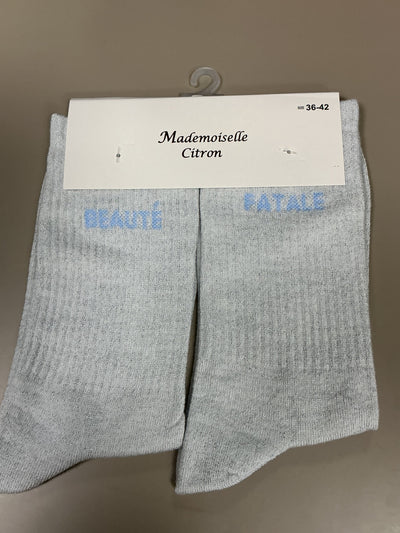 36-42
Mademoiselle
Citron
BEAUTÉ
FATALE